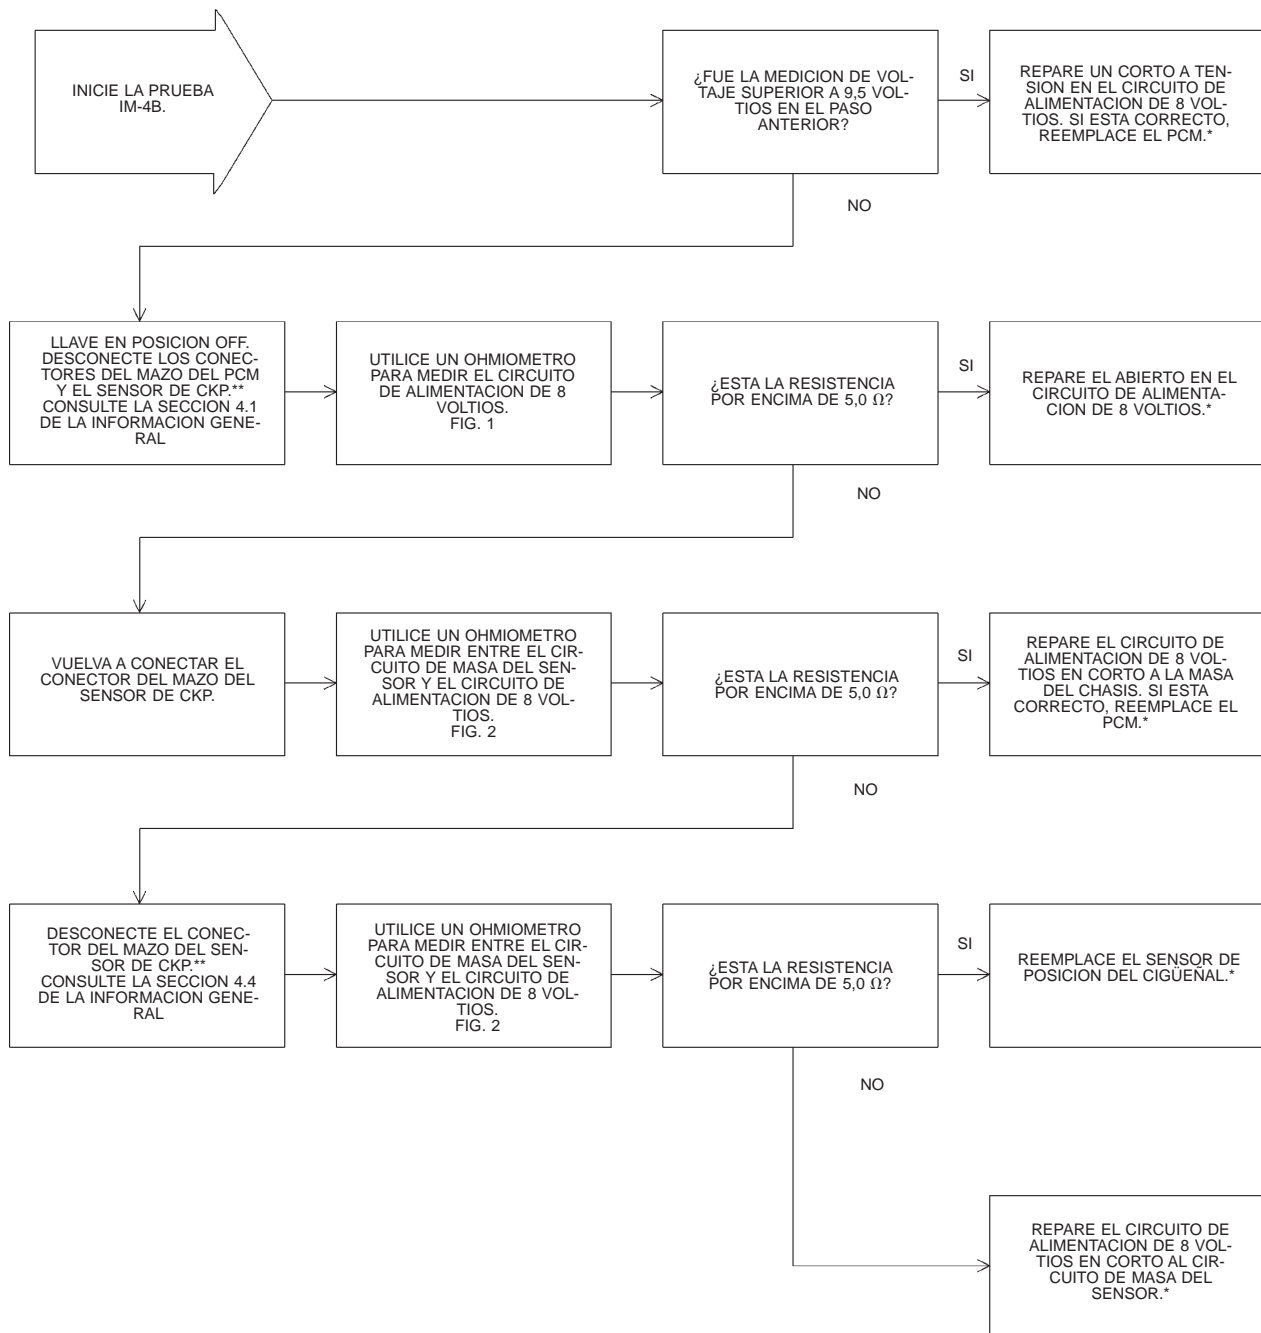 INICIE LA PRUEBA
IM-4B.
¿FUE LA MEDICION DE VOL-
TAJE SUPERIOR A 9,5 VOL-
TIOS EN EL PASO
ANTERIOR?
SI
REPARE UN CORTO A TEN-
SION EN EL CIRCUITO DE
ALIMENTACION DE 8 VOL-
TIOS. SI ESTA CORRECTO,
REEMPLACE EL PCM.*
NO
LLAVE EN POSICION OFF.
DESCONECTE LOS CONEC-
TORES DEL MAZO DEL PCM
Y EL SENSOR DE CKP.**
CONSULTE LA SECCION 4.1
DE LA INFORMACION GENE-
RAL
UTILICE UN OHMIOMETRO
PARA MEDIR EL CIRCUITO
DE ALIMENTACION DE 8
VOLTIOS.
FIG. 1
¿ESTA LA RESISTENCIA
POR ENCIMA DE 5,0 Ω?
SI
REPARE EL ABIERTO EN EL
CIRCUITO DE ALIMENTA-
CION DE 8 VOLTIOS.*
NO
VUELVA A CONECTAR EL
CONECTOR DEL MAZO DEL
SENSOR DE CKP.
UTILICE UN OHMIOMETRO
PARA MEDIR ENTRE EL CIR-
CUITO DE MASA DEL SEN-
SOR Y EL CIRCUITO DE
ALIMENTACION DE 8 VOL-
TIOS.
FIG. 2
¿ESTA LA RESISTENCIA
POR ENCIMA DE 5,0 Ω?
SI
REPARE EL CIRCUITO DE
ALIMENTACION DE 8 VOL-
TIOS EN CORTO A LA MASA
DEL CHASIS. SI ESTA
CORRECTO, REEMPLACE EL
PCM.*
NO
DESCONECTE EL CONEC-
TOR DEL MAZO DEL SEN-
SOR DE CKP.**
CONSULTE LA SECCION 4.4
DE LA INFORMACION GENE-
RAL
UTILICE UN OHMIOMETRO
PARA MEDIR ENTRE EL CIR-
CUITO DE MASA DEL SEN-
SOR Y EL CIRCUITO DE
ALIMENTACION DE 8 VOL-
TIOS.
FIG. 2
¿ESTA LA RESISTENCIA
POR ENCIMA DE 5,0 Ω?
SI
REEMPLACE EL SENSOR DE
POSICION DEL CIGÜEÑAL.*
NO
REPARE EL CIRCUITO DE
ALIMENTACION DE 8 VOL-
TIOS EN CORTO AL CIR-
CUITO DE MASA DEL
SENSOR.*